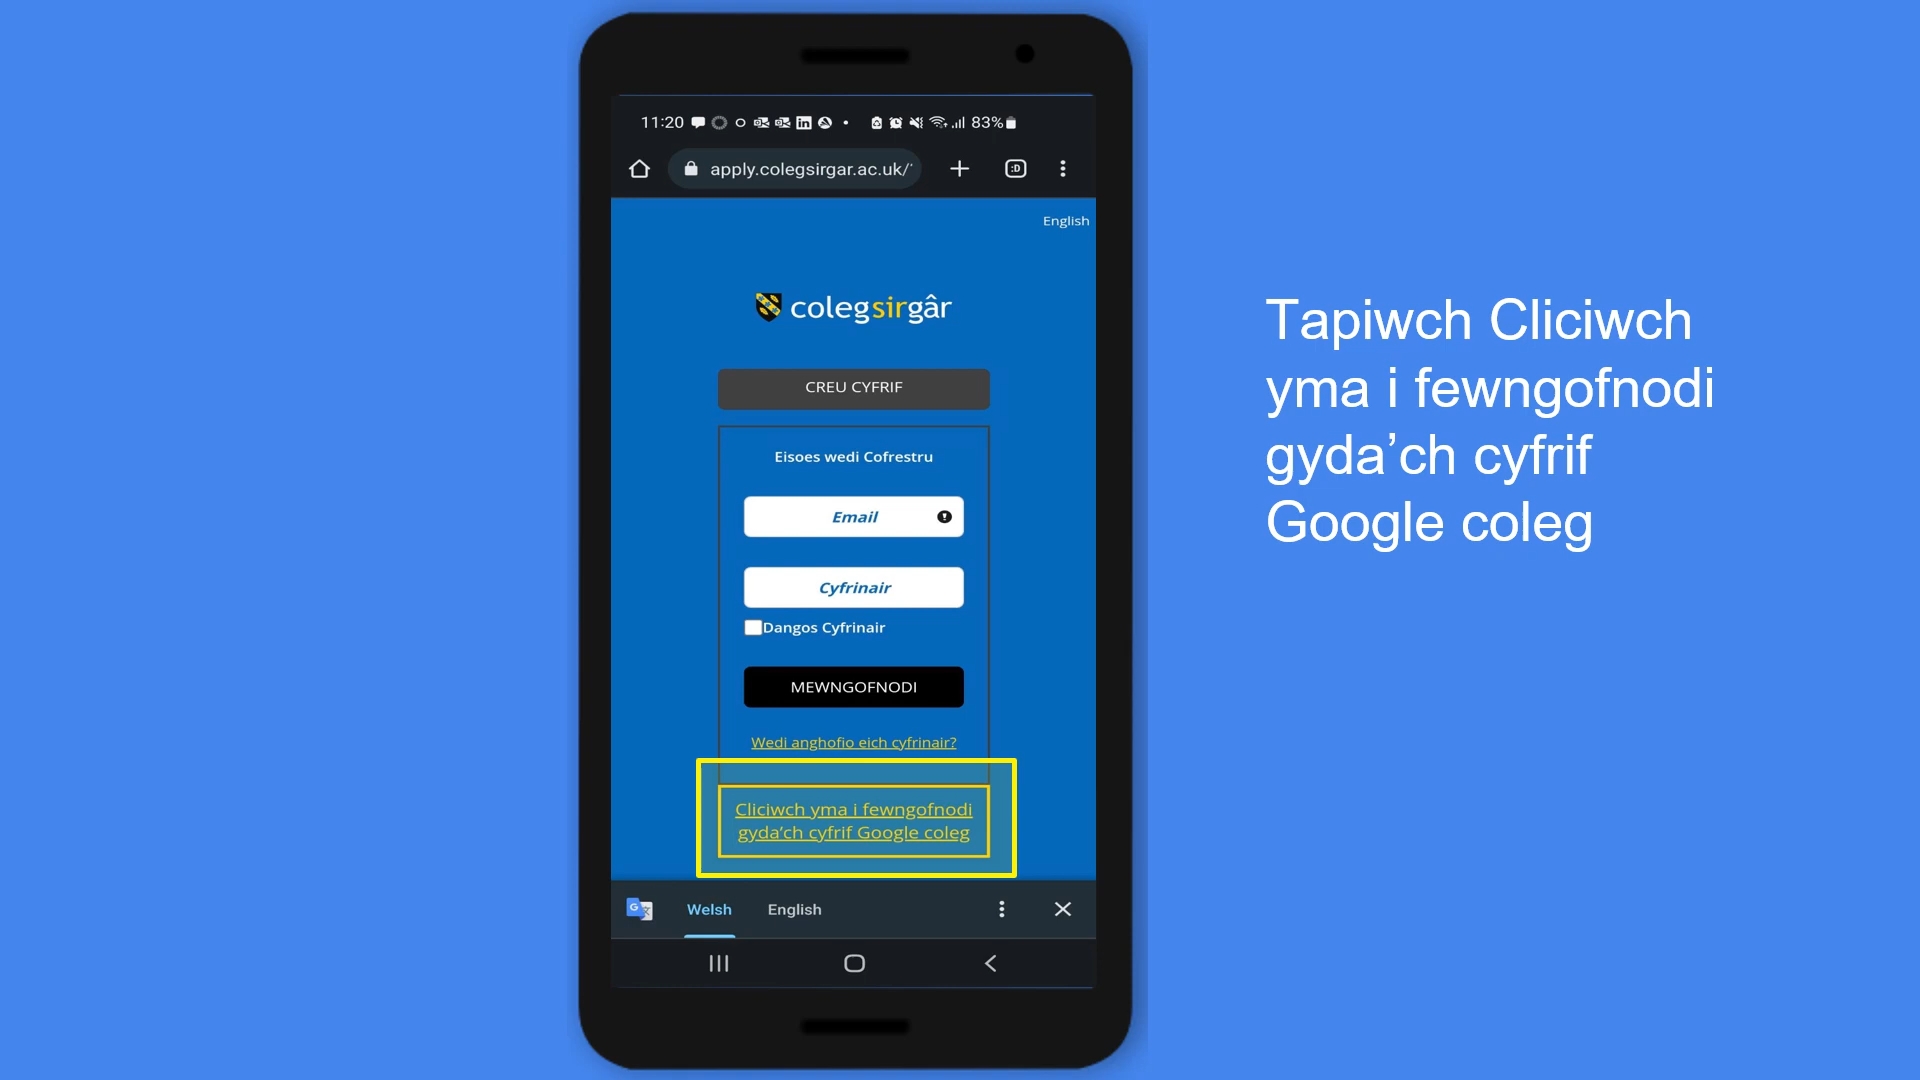 11:20
83%
apply.colegsirgar.ac.uk/
English
colegsirgâr
CREU CYFRIF
Eisoes wedi Cofrestru
Email
Cyfrinair
Dangos Cyfrinair
MEWNGOFNODI
Wedi anghofio eich cyfrinair?
Cliciwch yma i fewngofnodi
gyda’ch cyfrif Google coleg
Welsh English
Tapiwch Cliciwch
yma i fewngofnodi
gyda’ch cyfrif
Google coleg